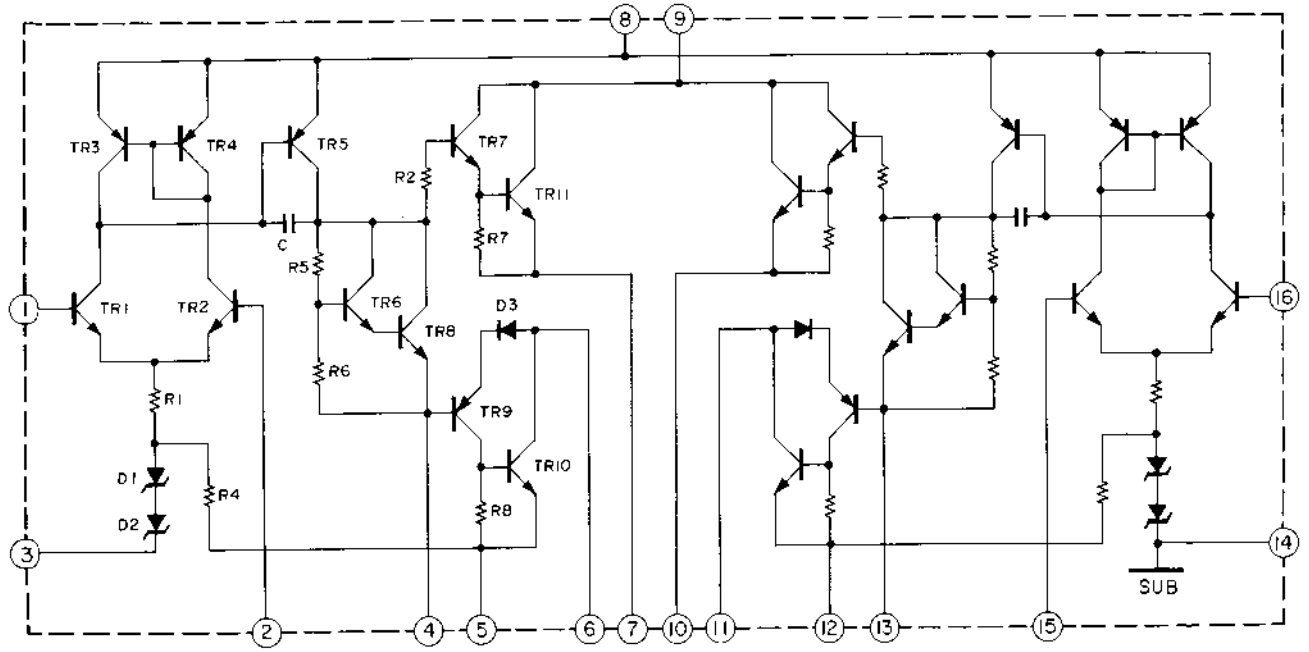 8 9
TR3 TR4 TR5 TR7
R2 TR11
C R7
R5
1 TR1 TR2 TR6 D3 16
TR8
R6
R1 TR9
D1 R4 TR10
D2 R8
3 14
SUB
2 4 5 6 7 10 11 12 13 15